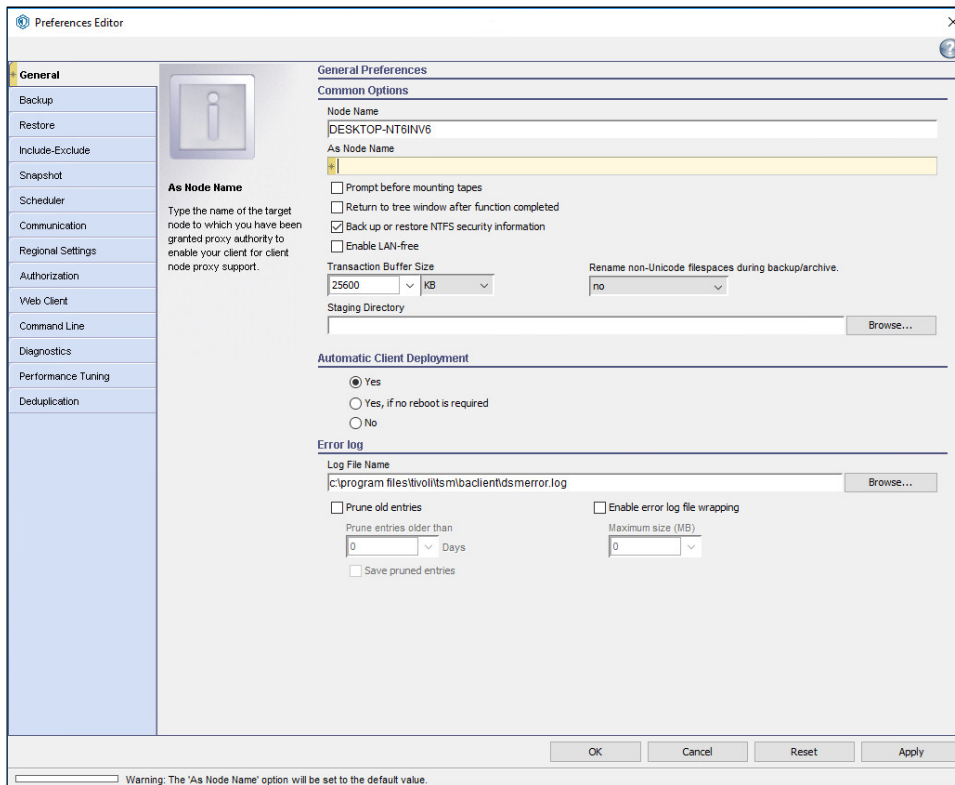 Preferences Editor
General
Backup
Restore
Include-Exclude
Snapshot
Scheduler
Communication
Regional Settings
Authorization
Web Client
Command Line
Diagnostics
Performance Tuning
Deduplication
As Node Name
Type the name of the target
node to which you have been
granted proxy authority to
enable your client for client
node proxy support.
General Preferences
Common Options
Node Name
DESKTOP-NT6INV6
As Node Name
Prompt before mounting tapes
Return to tree window after function completed
Back up or restore NTFS security information
Enable LAN-free
Transaction Buffer Size
Rename non-Unicode filespaces during backup/archive.
25600 KB
no
Staging Directory
Browse...
Automatic Client Deployment
Yes
Yes, if no reboot is required
No
Error log
Log File Name
c:\program files\tivoli\tsm\baclient\dsmerror.log
Browse...
Prune old entries
Enable error log file wrapping
Prune entries older than
Maximum size (MB)
0 Days
0
Save pruned entries
OK Cancel Reset Apply
Warning: The 'As Node Name' option will be set to the default value.